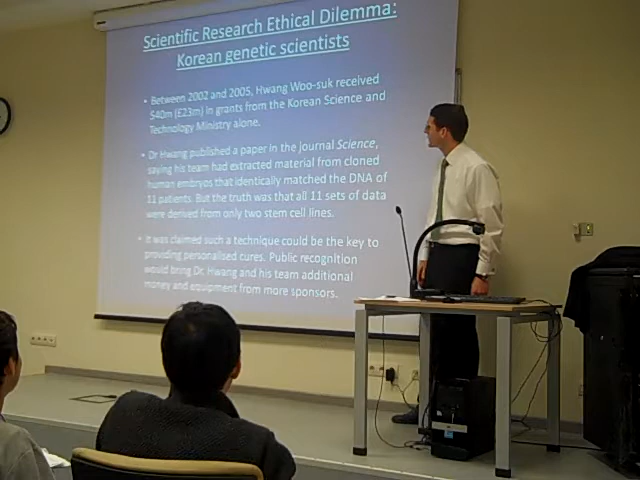 Scientific Research Ethical Dilemma:
Korean genetic scientists
• Between 2002 and 2005, Hwang Woo-suk received
$40m (£23m) in grants from the Korean Science and
Technology Ministry alone.
• Dr Hwang published a paper in the journal Science,
saying his team had extracted material from cloned
human embryos that identically matched the DNA of
11 patients. But the truth was that all 11 sets of data
were derived from only two stem cell lines.
• It was claimed such a technique could be the key to
providing personalised cures. Public recognition
would bring Dr. Hwang and his team additional
money and equipment from more sponsors.